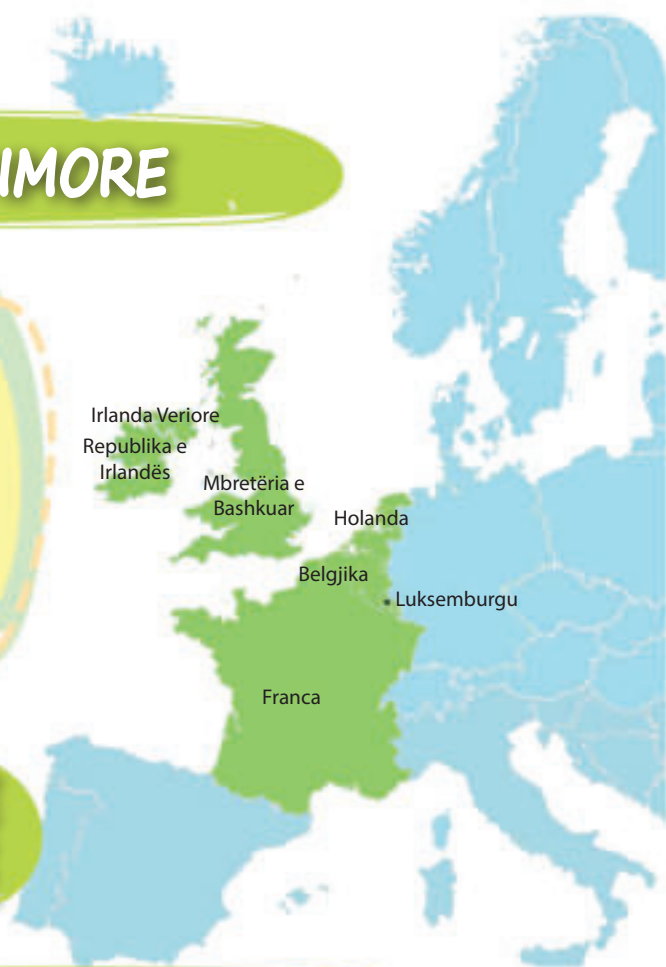 IMORE
Irlanda Veriore
Republika e
Irlandës
Mbretëria e
Bashkuar
Holanda
Belgjika
Luksemburgu
Franca